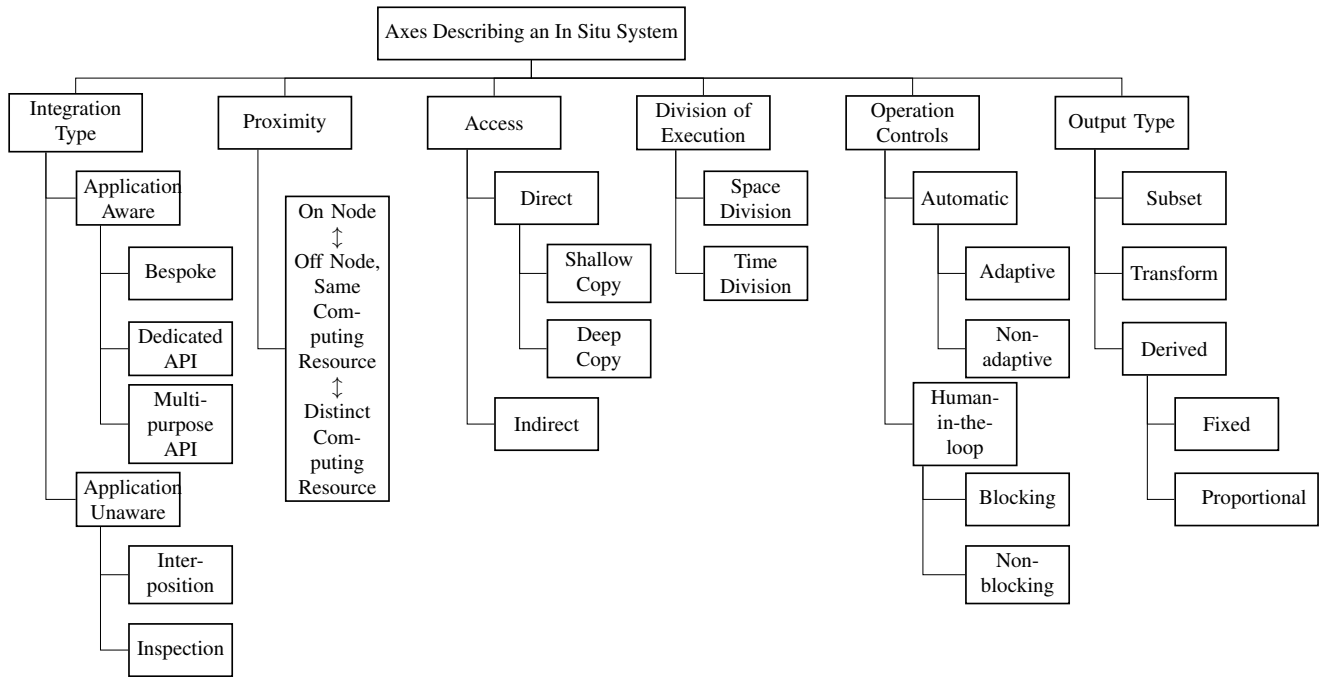 Axes Describing an In Situ System
Integration
Type
Application
Aware
Bespoke
Dedicated
API
Multi-
purpose API
Application
Unaware
Inter-
position
Inspection
Proximity
On Node
↕
Off Node,
Same
Com-
puting
Resource
↕
Distinct
Com-
puting
Resource
Access
Direct
Shallow
Copy
Deep
Copy
Indirect
Division of
Execution
Space
Division
Time
Division
Operation
Controls
Automatic
Adaptive
Non-
adaptive
Human-
in-the-
loop
Blocking
Non-
blocking
Output Type
Subset
Transform
Derived
Fixed
Proportional